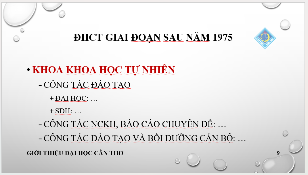 ĐHCT GIAI ĐOẠN SAU NĂM 1975
• KHOA KHOA HỌC TỰ NHIÊN
- CÔNG TÁC ĐÀO TẠO
+ ĐẠI HỌC: …
+ SĐH: …
- CÔNG TÁC NCKH, BÁO CÁO CHUYÊN ĐỀ: …
- CÔNG TÁC ĐÀO TẠO VÀ BỒI DƯỠNG CÁN BỘ: …
GIỚI THIỆU ĐẠI HỌC CẦN THƠ
9